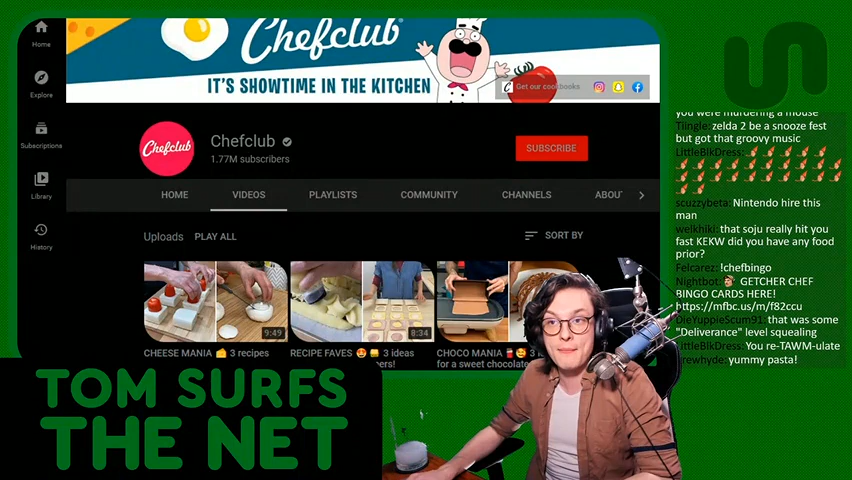 Chefclub®
IT'S SHOWTIME IN THE KITCHEN
Get our cookbooks
Home
Explore
Subscriptions
Library
History
Chefclub
Chefclub
1.77M subscribers
SUBSCRIBE
HOME VIDEOS PLAYLISTS COMMUNITY CHANNELS ABOUT
Uploads PLAY ALL
SORT BY
9:49
8:34
CHEESE MANIA 🧀 3 recipes
RECIPE FAVES 😍 3 ideas
CHOCO MANIA
for a sweet chocolate
TOM SURFS
THE NET
you were murdering a mouse
Tiingle: zelda 2 be a snooze fest
but got that groovy music
LittleBlkDress:
scuzzybeta: Nintendo hire this
man
welkhiki: that soju really hit you
fast KEKW did you have any food
prior?
Felcarez: !chefbingo
Nightbot: GETCHER CHEF
BINGO CARDS HERE!
https://mfbc.us/m/f82ccu
DieYuppieScum91: that was some
"Deliverance" level squealing
LittleBlkDress: You re-TAWM-ulate
yummy pasta!